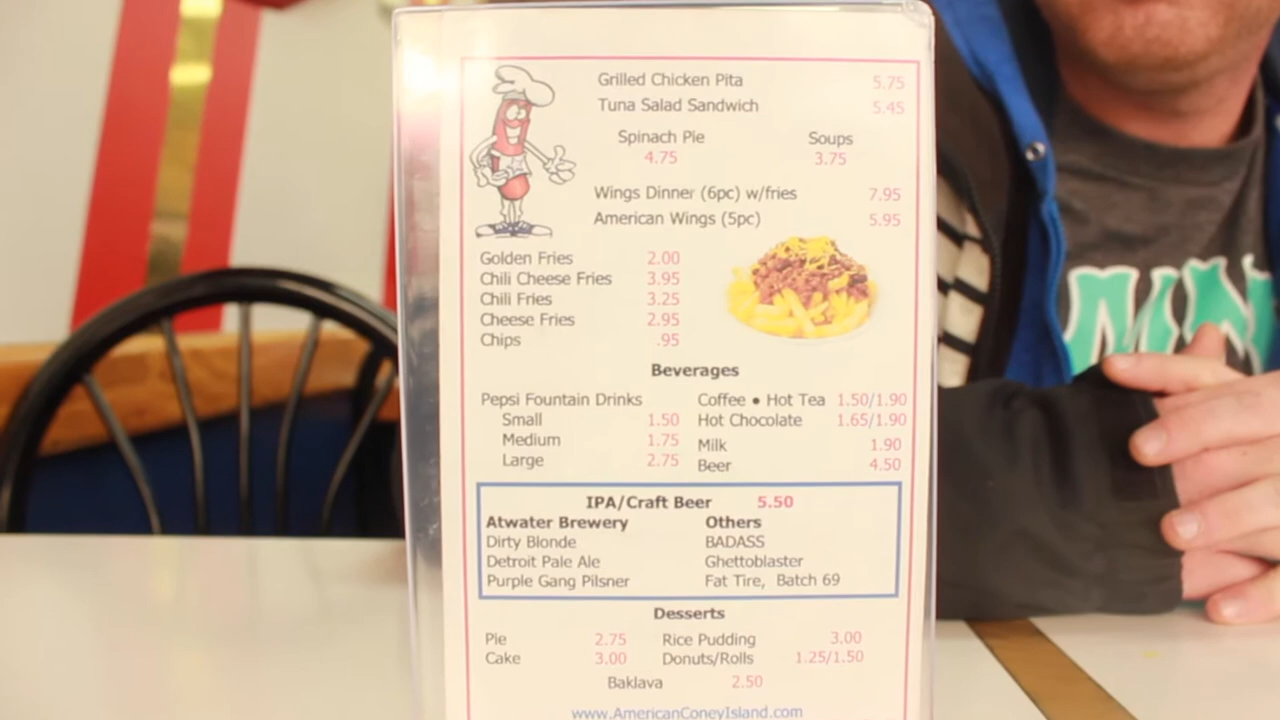 Grilled Chicken Pita 5.75
Tuna Salad Sandwich 5.45
Spinach Pie Soups
4.75 3.75
Wings Dinner (6pc) w/fries 7.95
American Wings (5pc) 5.95
Golden Fries 2.00
Chili Cheese Fries 3.95
Chili Fries 3.25
Cheese Fries 2.95
Chips .95
Beverages
Pepsi Fountain Drinks Coffee • Hot Tea 1.50/1.90
Small 1.50 Hot Chocolate 1.65/1.90
Medium 1.75 Milk 1.90
Large 2.75 Beer 4.50
IPA/Craft Beer 5.50
Atwater Brewery Others
Dirty Blonde BADASS
Detroit Pale Ale Ghettoblaster
Purple Gang Pilsner Fat Tire, Batch 69
Desserts
Pie 2.75 Rice Pudding 3.00
Cake 3.00 Donuts/Rolls 1.25/1.50
Baklava 2.50
www.AmericanConeyIsland.com